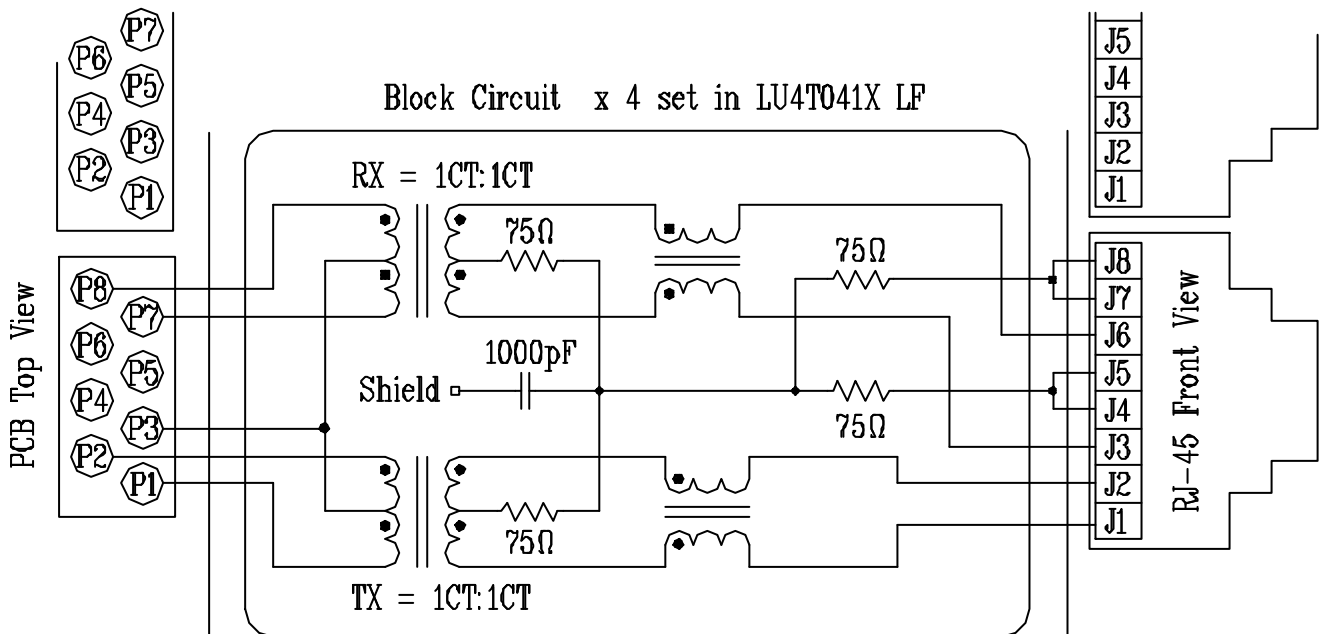 P7
P6
P5
P4
P3
P2
P1
J5
J4
J3
J2
J1
Block Circuit x 4 set in LU4T041X LF
RX = 1CT:1CT
75Ω
75Ω
1000pF
Shield
75Ω
75Ω
TX = 1CT:1CT
PCB Top View
P8
P7
P6
P5
P4
P3
P2
P1
J8
J7
J6
J5
J4
J3
J2
J1
RJ-45 Front View